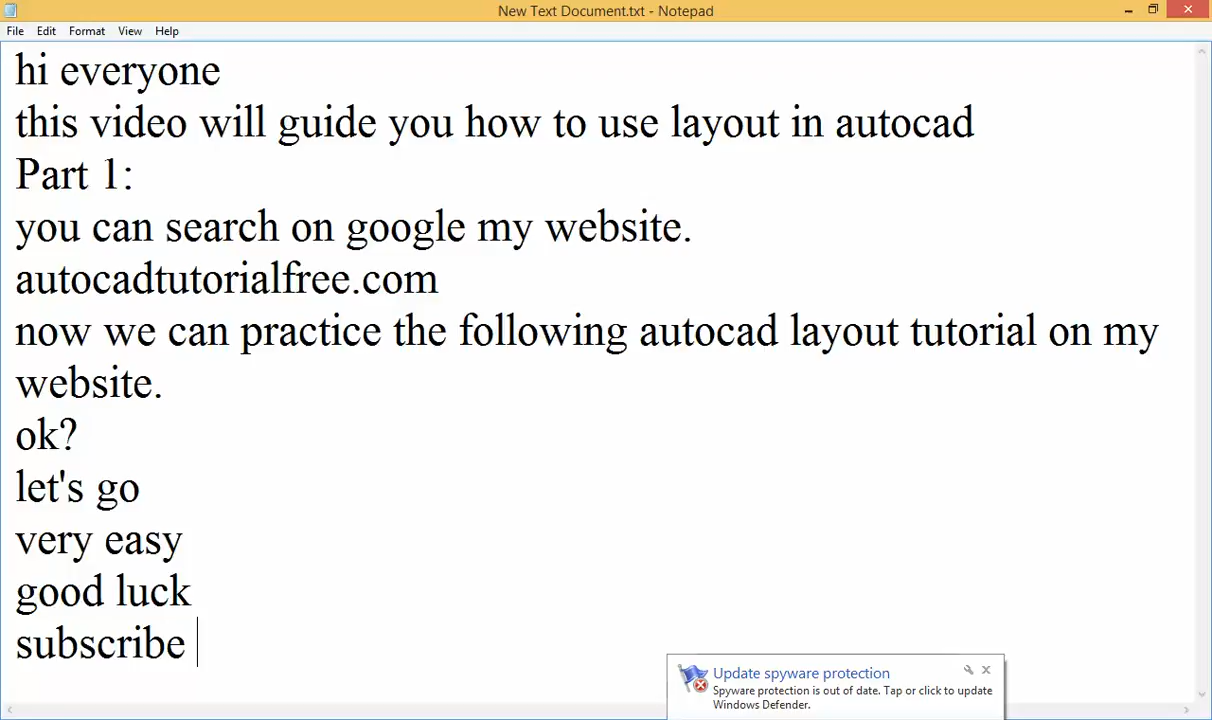 New Text Document.txt - Notepad
File Edit Format View Help
hi everyone
this video will guide you how to use layout in autocad
Part 1:
you can search on google my website.
autocadtutorialfree.com
now we can practice the following autocad layout tutorial on my
website.
ok?
let's go
very easy
good luck
subscribe
Update spyware protection
Spyware protection is out of date. Tap or click to update
Windows Defender.